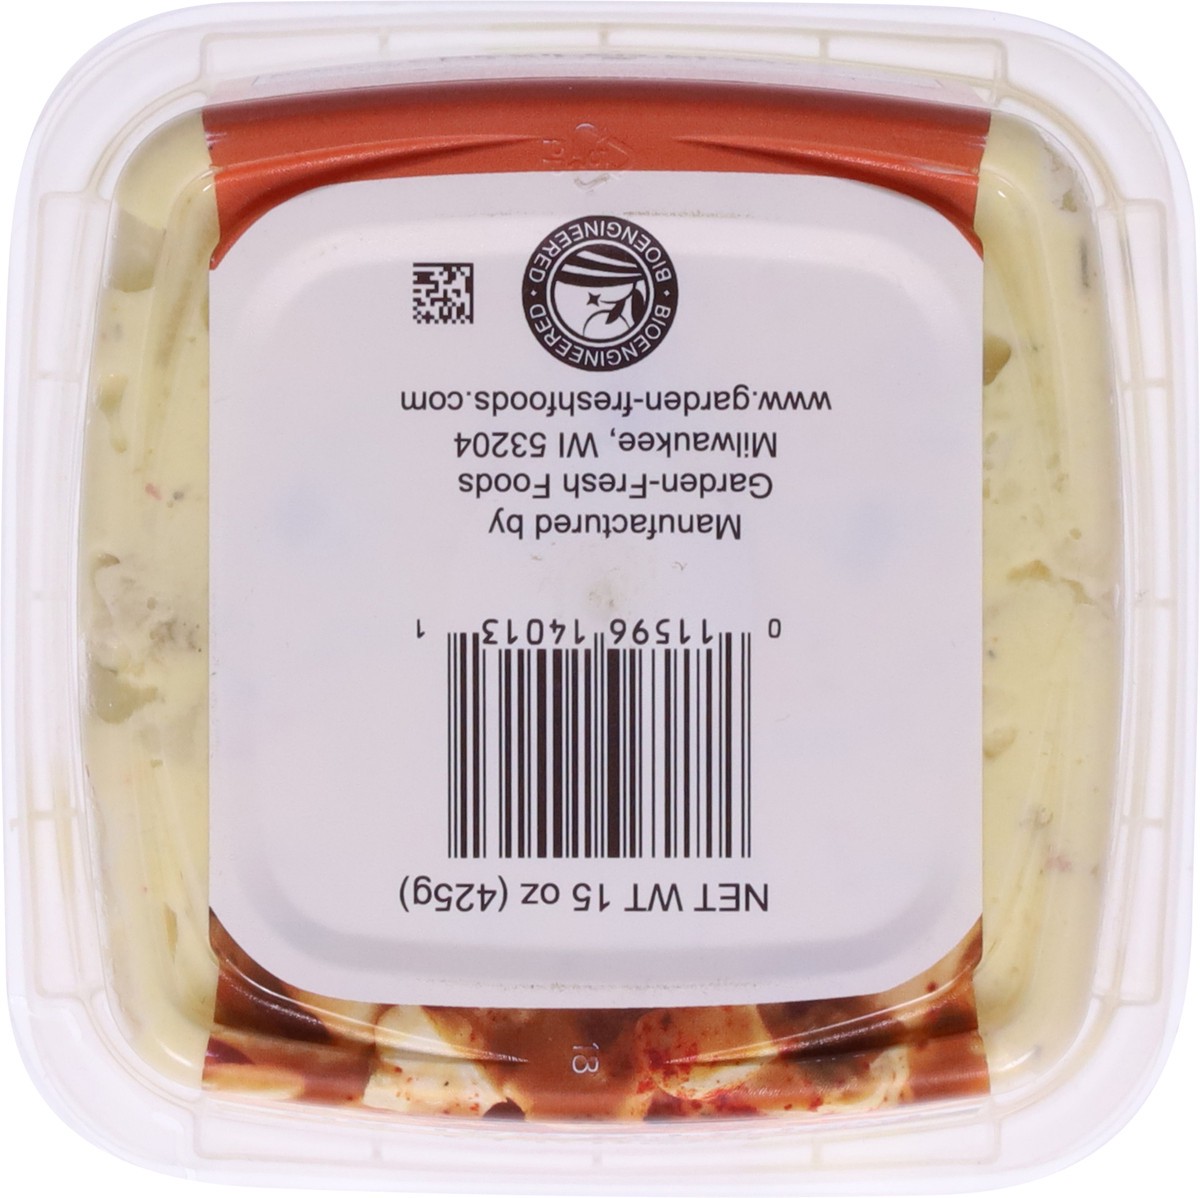 NET WT 15 oz (425g)
0 11596 14013 1
Manufactured by
Garden-Fresh Foods
Milwaukee, WI 53204
www.garden-freshfoods.com
BIOENGINEERED • BIOENGINEERED •
18